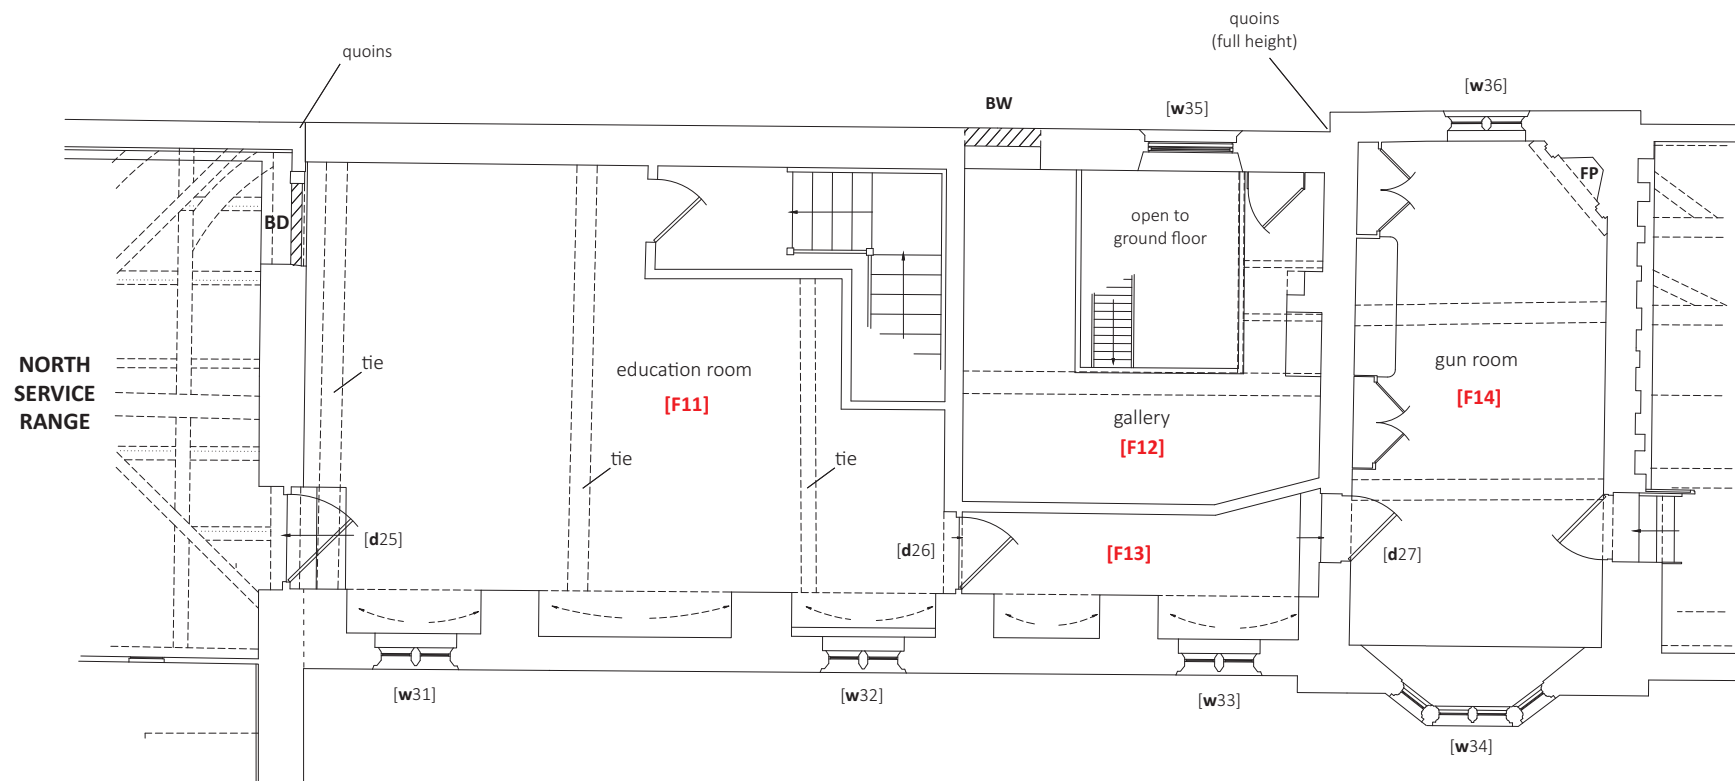 quoins
(full height)
quoins
[w36]
BW
[w35]
FP
BD
open to
ground floor
NORTH
SERVICE
RANGE
tie
education room
[F11]
gun room
[F14]
gallery
[F12]
tie
tie
[d25]
[d26]
[F13]
[d27]
[w31]
[w32]
[w33]
[w34]